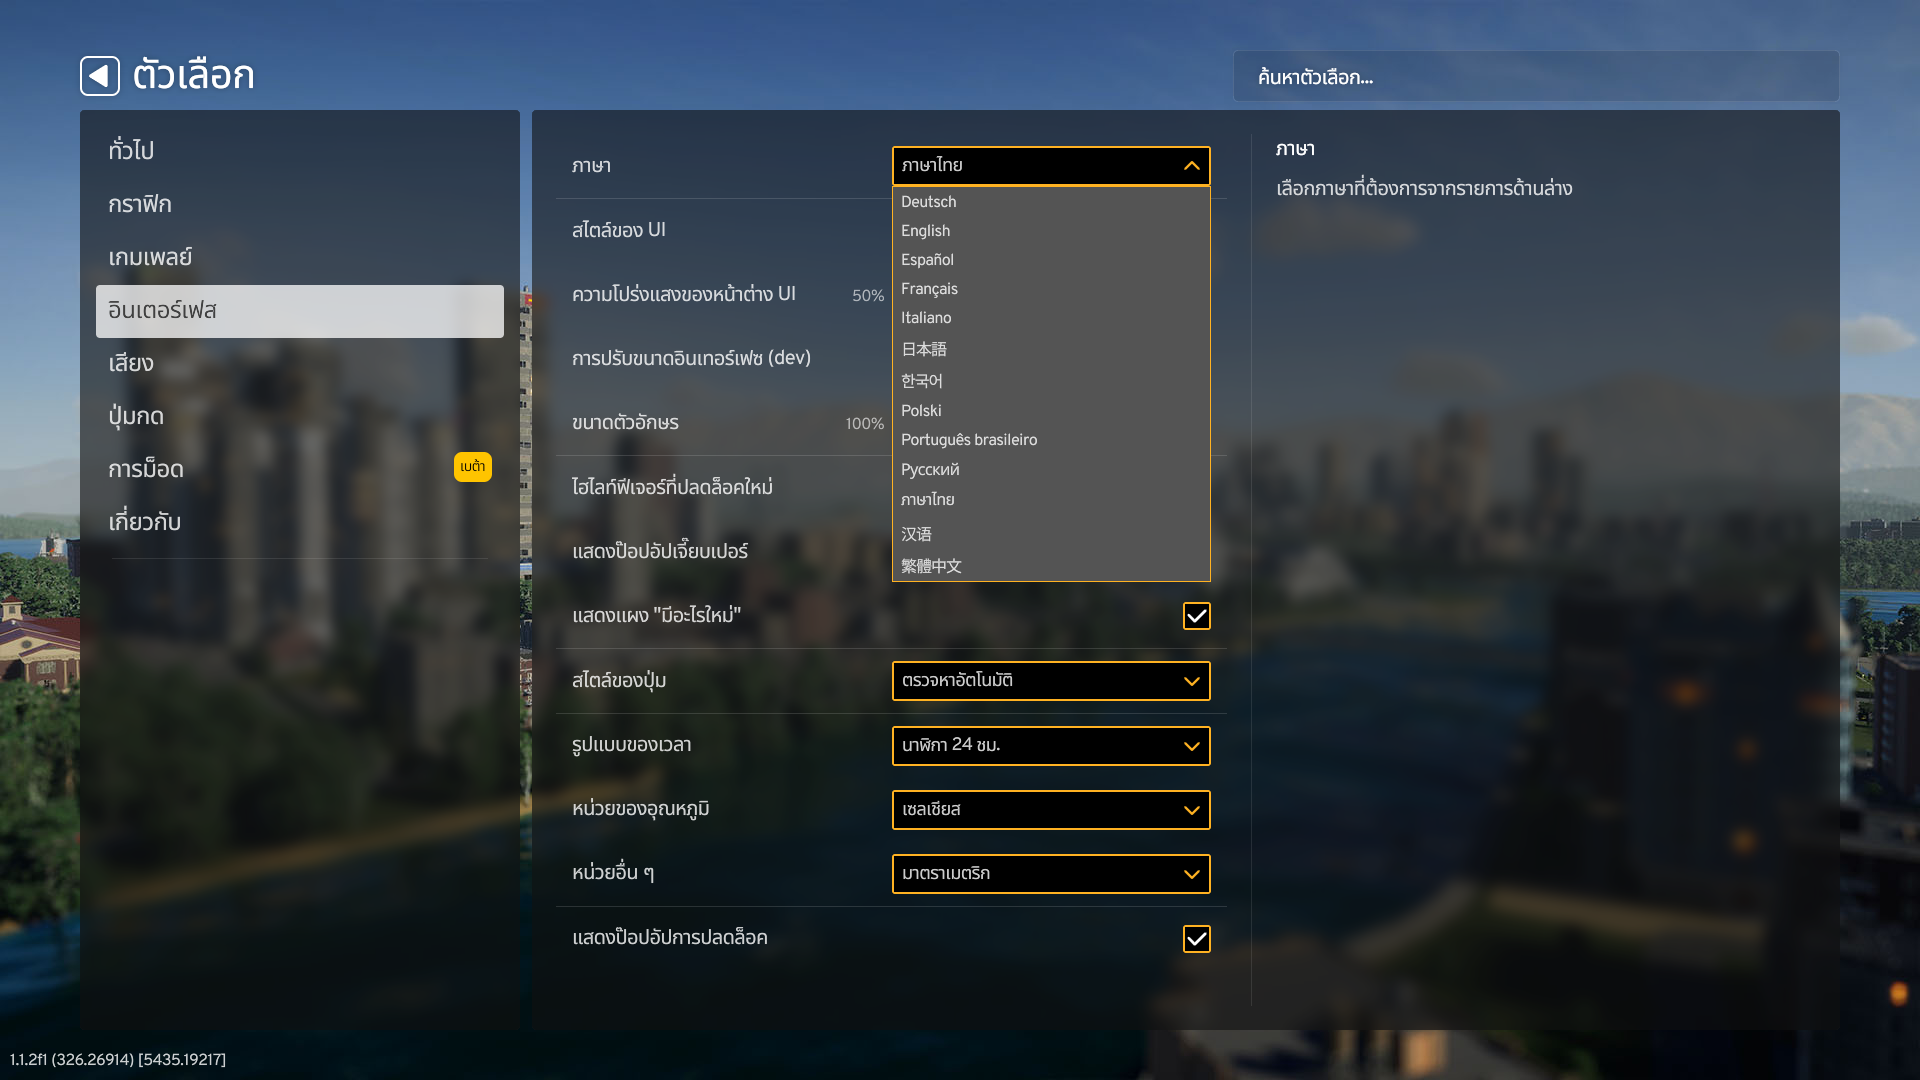 ตัวเลือก
ค้นหาตัวเลือก...
ทั่วไป
กราฟิก
เกมเพลย์
อินเตอร์เฟส
เสียง
ปุ่มกด
การม็อด
เบต้า
เกี่ยวกับ
ภาษา
ภาษาไทย
Deutsch
English
Español
Français
Italiano
日本語
한국어
Polski
Português brasileiro
Русский
ภาษาไทย
汉语
繁體中文
สไตล์ของ UI
ความโปร่งแสงของหน้าต่าง UI
50%
การปรับขนาดอินเทอร์เฟซ (dev)
ขนาดตัวอักษร
100%
ไฮไลท์ฟีเจอร์ที่ปลดล็อคใหม่
แสดงป๊อปอัปเจี๊ยบเปอร์
แสดงแผง "มีอะไรใหม่"
สไตล์ของปุ่ม
ตรวจหาอัตโนมัติ
รูปแบบของเวลา
นาฬิกา 24 ชม.
หน่วยของอุณหภูมิ
เซลเซียส
หน่วยอื่น ๆ
มาตราเมตริก
แสดงป๊อปอัปการปลดล็อค
ภาษา
เลือกภาษาที่ต้องการจากรายการด้านล่าง
1.1.2f1 (326.26914) [5435.19217]